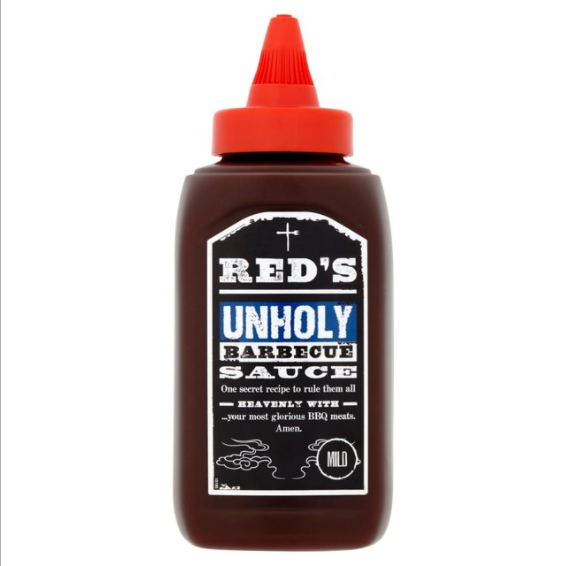 RED'S
UNHOLY
BARBECUE
SAUCE
One secret recipe to rule them all
HEAVENLY WITH
...your most glorious BBQ meats.
Amen.
MILD